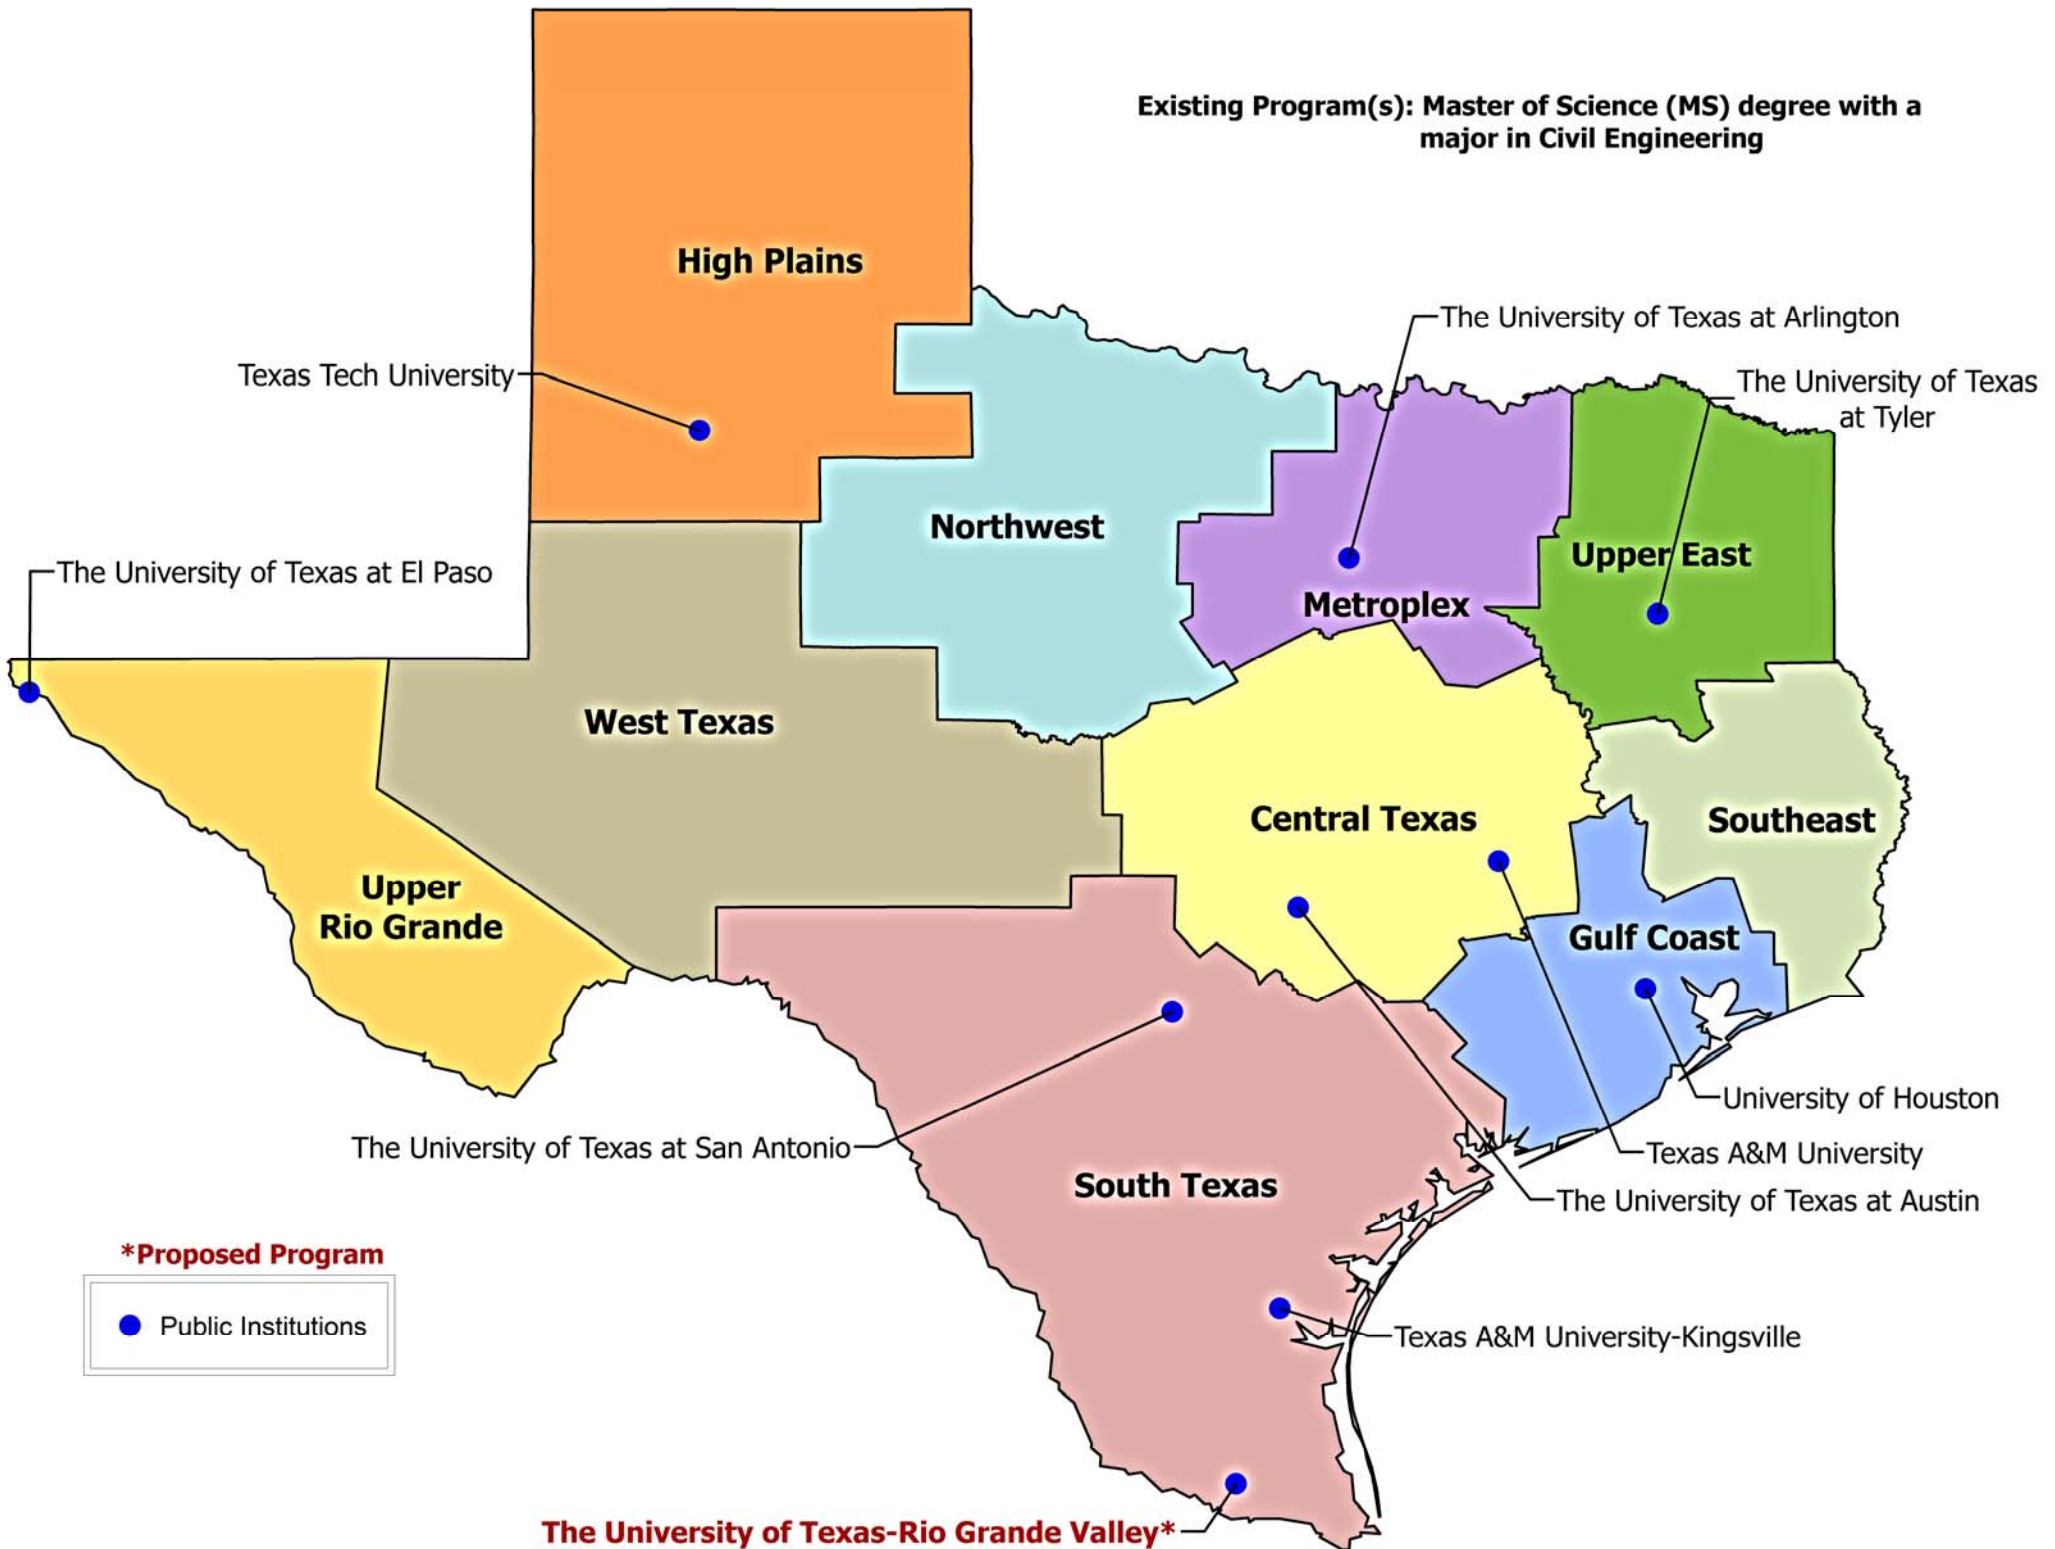 Existing Program(s): Master of Science (MS) degree with a
major in Civil Engineering
High Plains
The University of Texas at Arlington
Texas Tech University
The University of Texas
at Tyler
Northwest
Upper East
The University of Texas at El Paso
Metroplex
West Texas
Central Texas
Southeast
Upper
Rio Grande
Gulf Coast
University of Houston
The University of Texas at San Antonio
Texas A&M University
South Texas
The University of Texas at Austin
*Proposed Program
Public Institutions
Texas A&M University-Kingsville
The University of Texas-Rio Grande Valley*